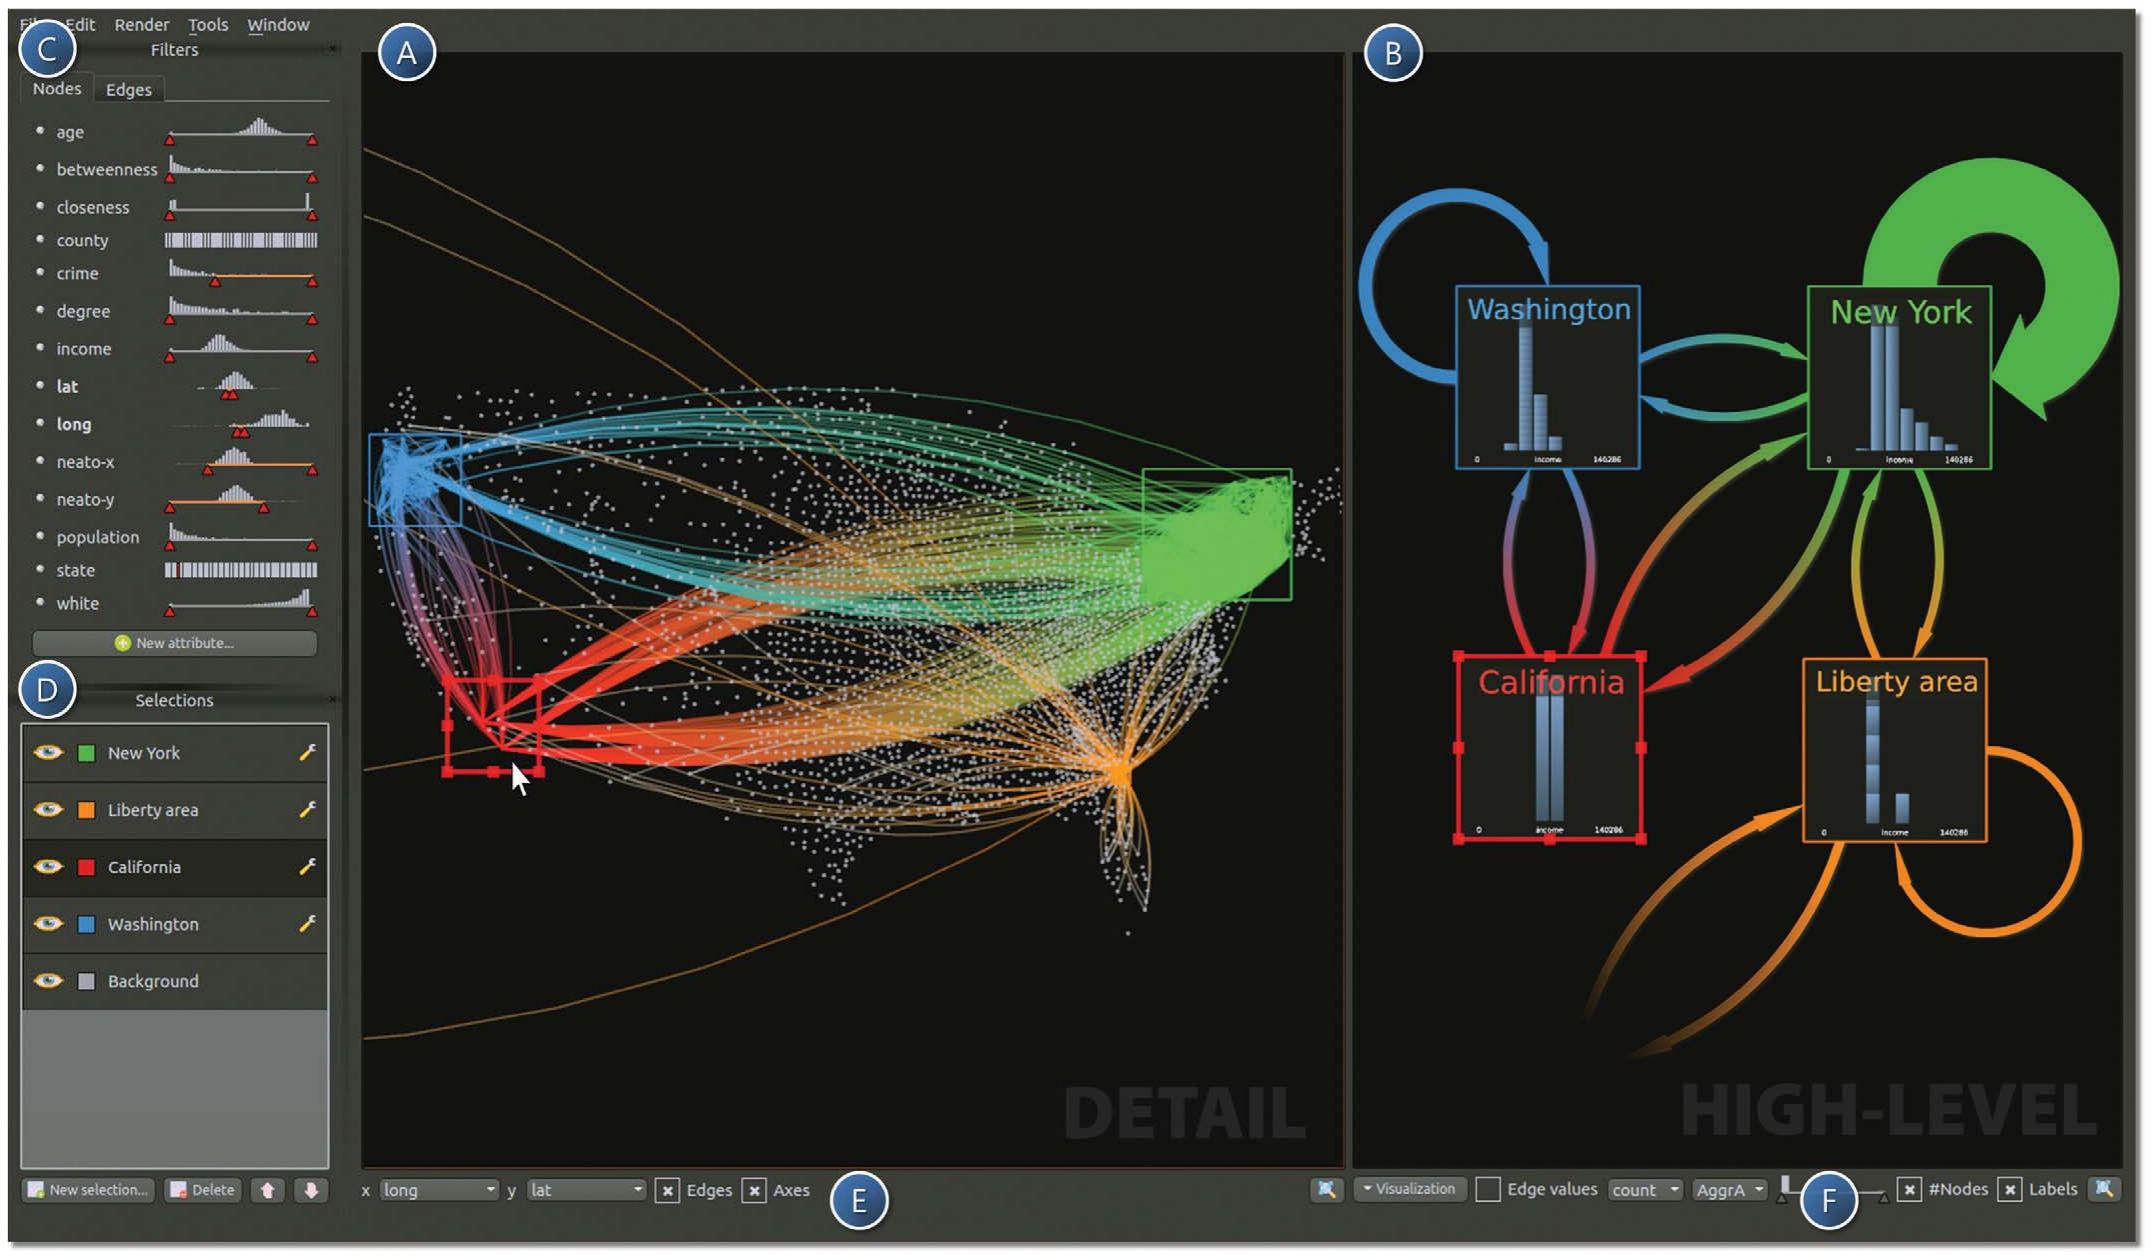 Edit Render Tools Window
C
Filters
Nodes Edges
age
betweenness
closeness
county
crime
degree
income
lat
long
neato-x
neato-y
population
state
white
New attribute...
D
Selections
New York
Liberty area
California
Washington
Background
New selection... Delete
A
DETAIL
x long y lat Edges Axes
E
B
Washington
0 income 140286
New York
0 income 140286
California
0 income 140286
Liberty area
0 income 140286
HIGH-LEVEL
Visualization Edge values count AggrA #Nodes Labels
F